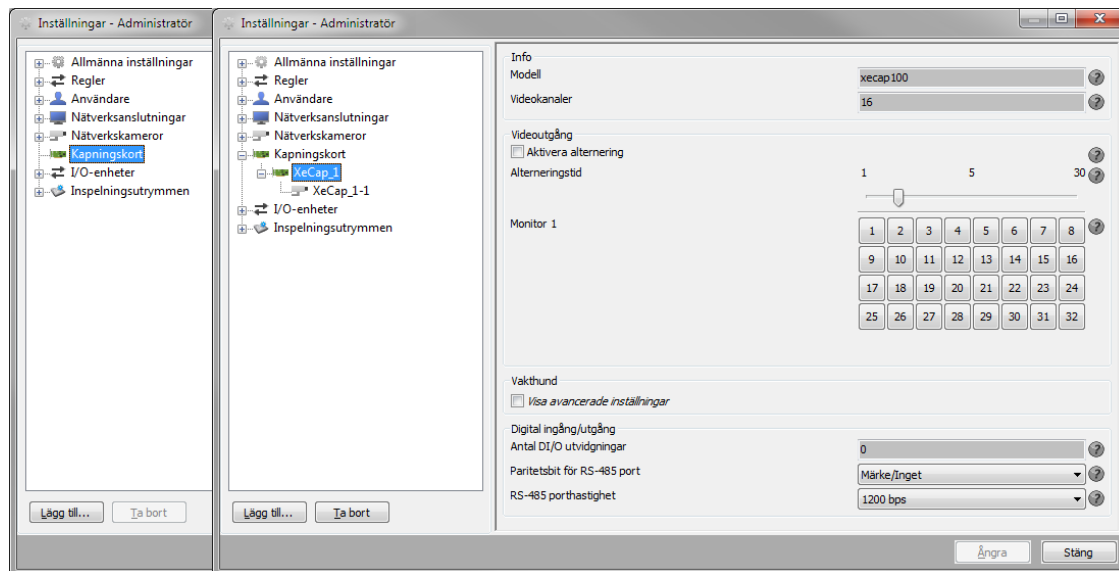 Inställningar - Administratör
Allmänna inställningar
Regler
Användare
Nätverksanslutningar
Nätverkskameror
Kapningskort
I/O-enheter
Inspelningsutrymmen
Lägg till...
Ta bort
Inställningar - Administratör
Allmänna inställningar
Regler
Användare
Nätverksanslutningar
Nätverkskameror
Kapningskort
XeCap_1
XeCap_1-1
I/O-enheter
Inspelningsutrymmen
Lägg till...
Ta bort
Info
Modell xecap100
Videokanaler 16
Videoutgång
Aktivera alternering
Alterneringstid 1 5 30
Monitor 1
1 2 3 4 5 6 7 8
9 10 11 12 13 14 15 16
17 18 19 20 21 22 23 24
25 26 27 28 29 30 31 32
Vakthund
Visa avancerade inställningar
Digital ingång/utgång
Antal DI/O utvidgningar 0
Paritetsbit för RS-485 port Märke/Inget
RS-485 porthastighet 1200 bps
Ångra
Stäng